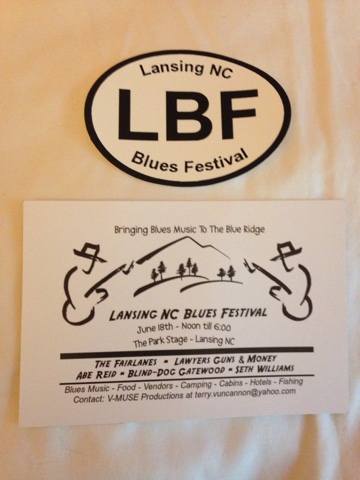 Lansing NC
LBF
Blues Festival
Bringing Blues Music To The Blue Ridge
Lansing NC Blues Festival
June 18th - Noon till 6:00
The Park Stage - Lansing NC
The Fairlanes - Lawyers Guns & Money
Abe Reid - Blind-Dog Gatewood - Seth Williams
Blues Music - Food - Vendors - Camping - Cabins - Hotels - Fishing
Contact: V-MUSE Productions at terry.vuncannon@yahoo.com